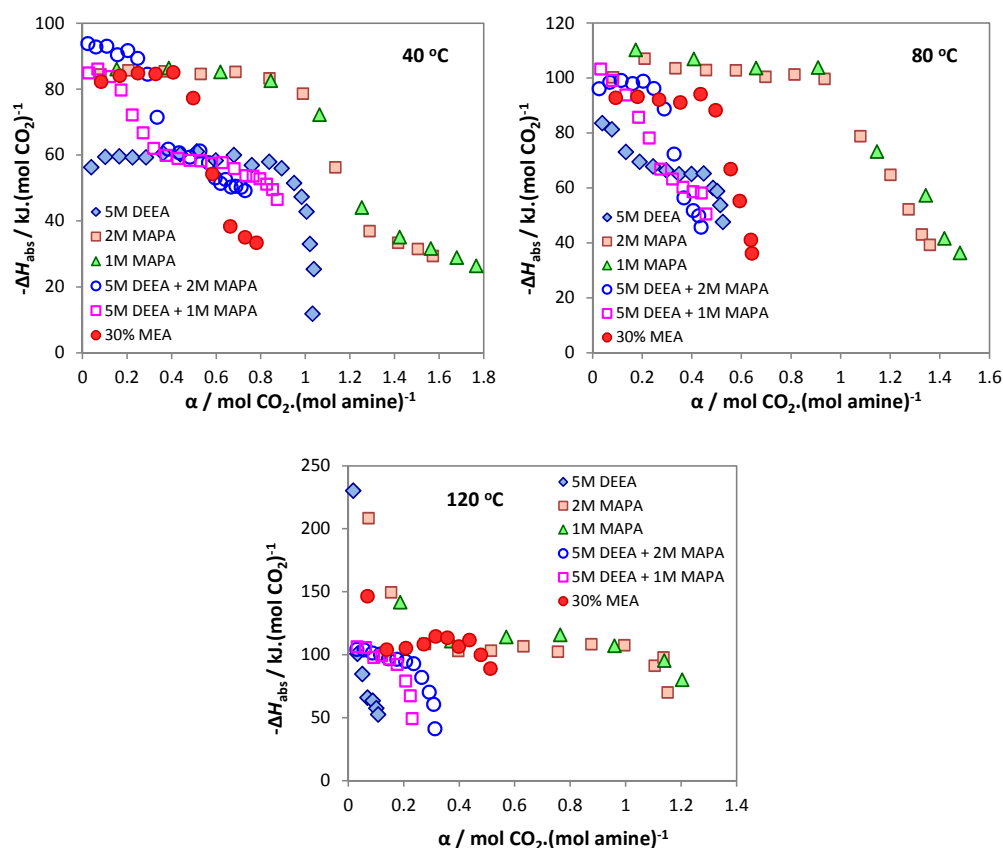 40 ºC
-ΔHabs / kJ.(mol CO2)-1
100
80
60
40
20
0
5M DEEA
2M MAPA
1M MAPA
5M DEEA + 2M MAPA
5M DEEA + 1M MAPA
30% MEA
0 0.2 0.4 0.6 0.8 1 1.2 1.4 1.6 1.8
α / mol CO2.(mol amine)-1
80 ºC
-ΔHabs / kJ.(mol CO2)-1
120
100
80
60
40
20
0
5M DEEA
2M MAPA
1M MAPA
5M DEEA + 2M MAPA
5M DEEA + 1M MAPA
30% MEA
0 0.2 0.4 0.6 0.8 1 1.2 1.4 1.6
α / mol CO2.(mol amine)-1
120 ºC
-ΔHabs / kJ.(mol CO2)-1
250
200
150
100
50
0
5M DEEA
2M MAPA
1M MAPA
5M DEEA + 2M MAPA
5M DEEA + 1M MAPA
30% MEA
0 0.2 0.4 0.6 0.8 1 1.2 1.4
α / mol CO2.(mol amine)-1